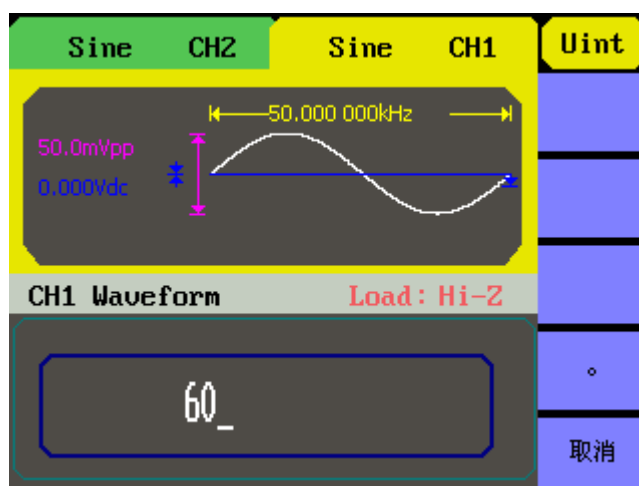 Sine CH2 Sine CH1 Uint
50.000 000kHz
50.0mVpp
0.000Vdc
CH1 Waveform Load: Hi-Z
60_
°
取消